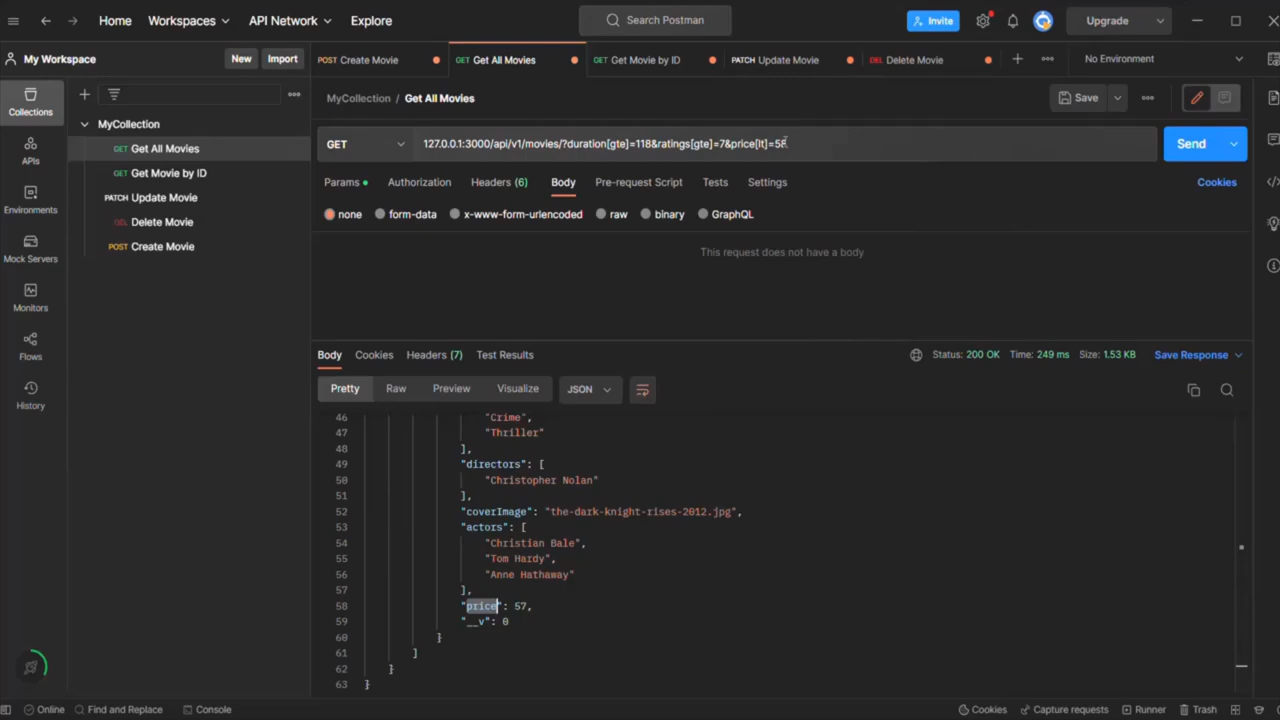 Home Workspaces API Network Explore Search Postman Invite Upgrade
My Workspace New Import POST Create Movie GET Get All Movies GET Get Movie by ID PATCH Update Movie DEL Delete Movie No Environment
Collections
MyCollection / Get All Movies Save
MyCollection
GET Get All Movies
GET Get Movie by ID
PATCH Update Movie
DEL Delete Movie
POST Create Movie
APIs
Environments
Mock Servers
Monitors
Flows
History
GET 127.0.0.1:3000/api/v1/movies/?duration[gte]=118&ratings[gte]=7&price[lt]=58 Send
Params Authorization Headers (6) Body Pre-request Script Tests Settings Cookies
none form-data x-www-form-urlencoded raw binary GraphQL
This request does not have a body
Body Cookies Headers (7) Test Results Status: 200 OK Time: 249 ms Size: 1.53 KB Save Response
Pretty Raw Preview Visualize JSON
46 "Crime",
47 "Thriller"
48 ],
49 "directors": [
50 "Christopher Nolan"
51 ],
52 "coverImage": "the-dark-knight-rises-2012.jpg",
53 "actors": [
54 "Christian Bale",
55 "Tom Hardy",
56 "Anne Hathaway"
57 ],
58 "price": 57,
59 "__v": 0
60 }
61 ]
62 }
63 }
Online Find and Replace Console Cookies Capture requests Runner Trash